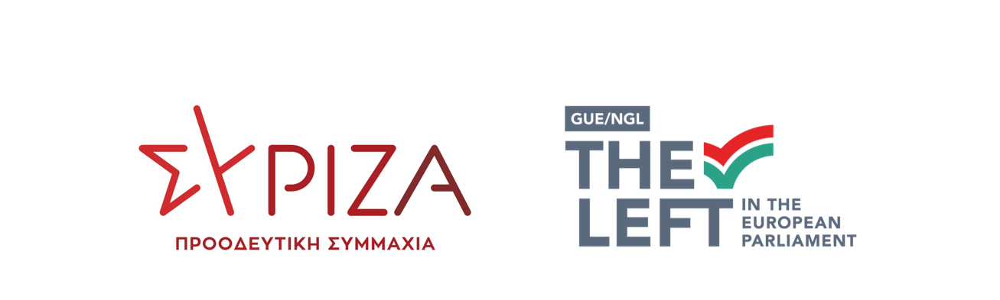 ΣΥΡΙΖΑ
ΠΡΟΟΔΕΥΤΙΚΗ ΣΥΜΜΑΧΙΑ
GUE/NGL
THE
LEFT
IN THE
EUROPEAN
PARLIAMENT